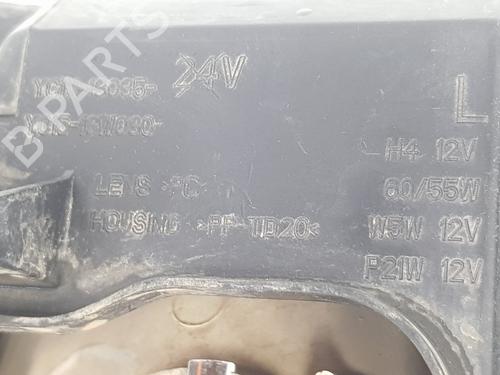 24V
L
H4 12V
60/55W
LENS >PC<
W5W 12V
HOUSING >PP-TD20<
P21W 12V
B-PARTS